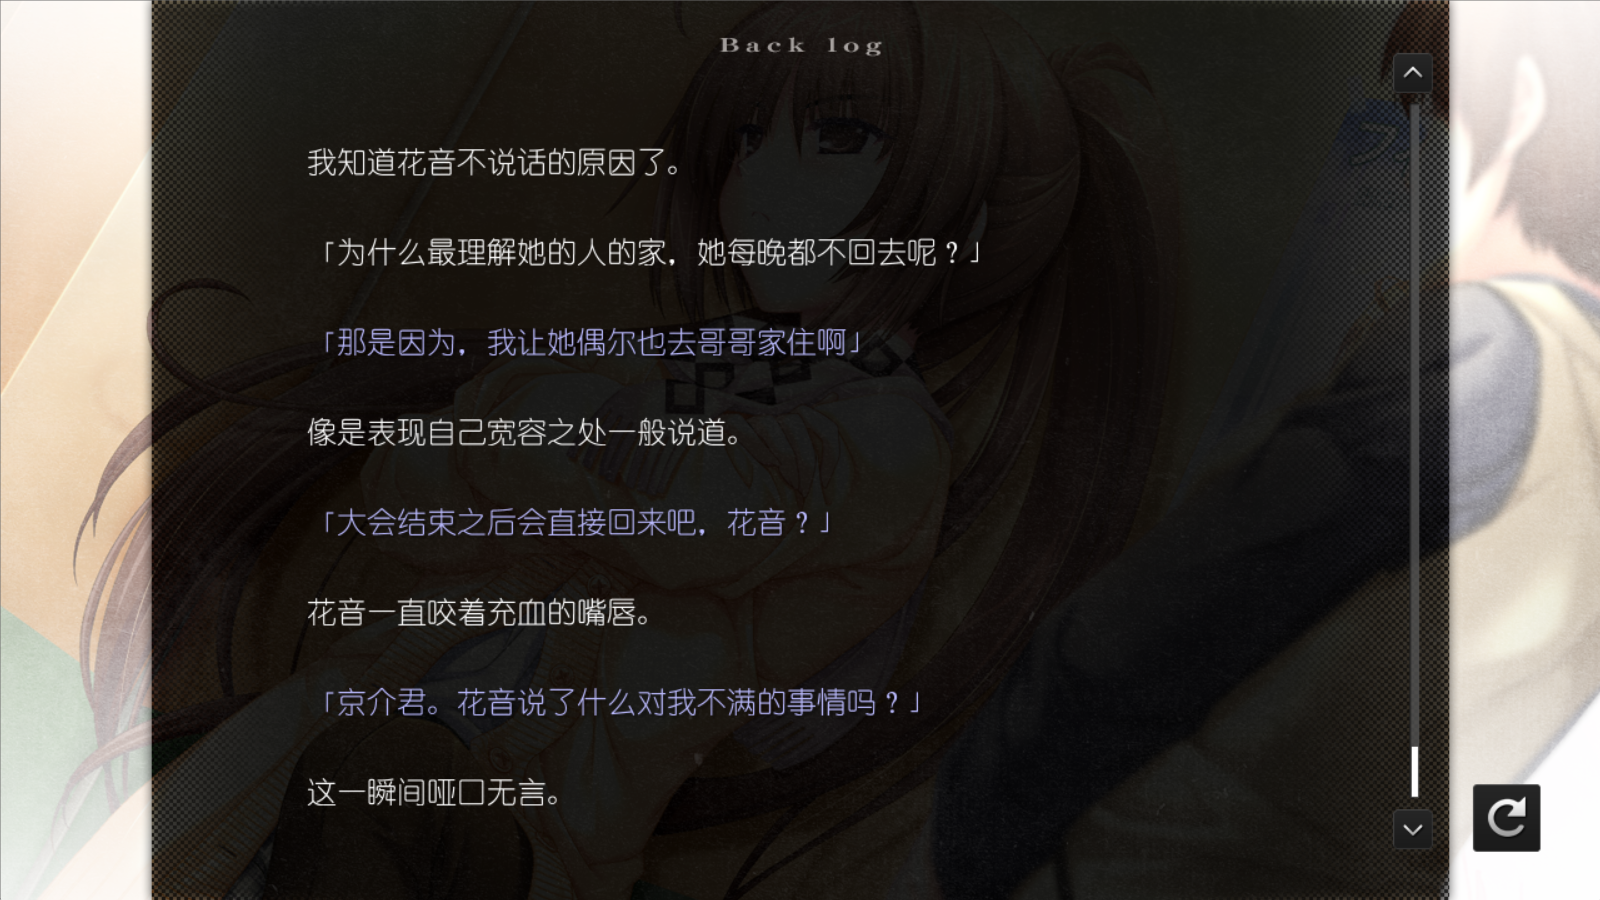 Back log
我知道花音不说话的原因了。
「为什么最理解她的人的家，她每晚都不回去呢？」
「那是因为，我让她偶尔也去哥哥家住啊」
像是表现自己宽容之处一般说道。
「大会结束之后会直接回来吧，花音？」
花音一直咬着充血的嘴唇。
「京介君。花音说了什么对我不满的事情吗？」
这一瞬间哑口无言。